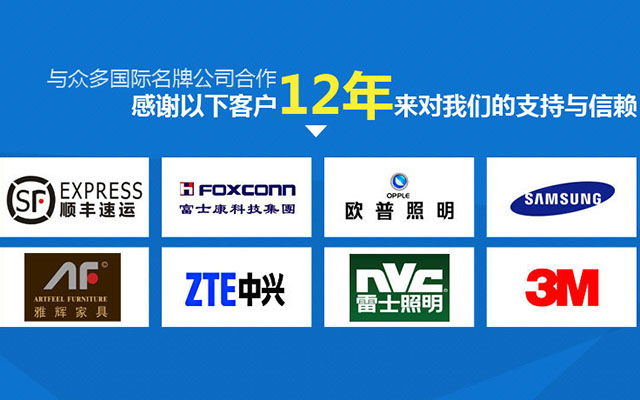 与众多国际名牌公司合作
感谢以下客户12年来对我们的支持与信赖
SF EXPRESS
顺丰速运
FOXCONN
富士康科技集團
OPPLE
欧普照明
SAMSUNG
AF©
ARTFEEL FURNITURE
雅辉家具
ZTE中兴
NVC
雷士照明®
3M